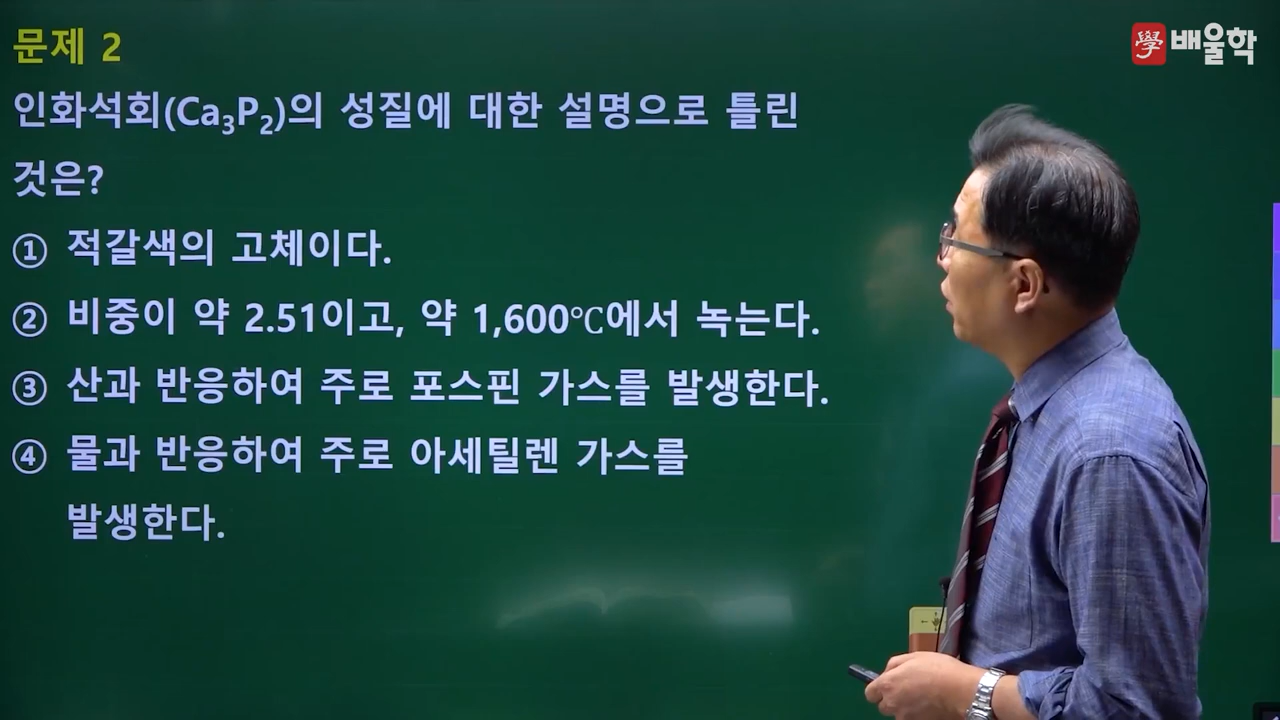 문제 2
學 배울학
인화석회(Ca₃P₂)의 성질에 대한 설명으로 틀린
것은?
① 적갈색의 고체이다.
② 비중이 약 2.51이고, 약 1,600℃에서 녹는다.
③ 산과 반응하여 주로 포스핀 가스를 발생한다.
④ 물과 반응하여 주로 아세틸렌 가스를
발생한다.